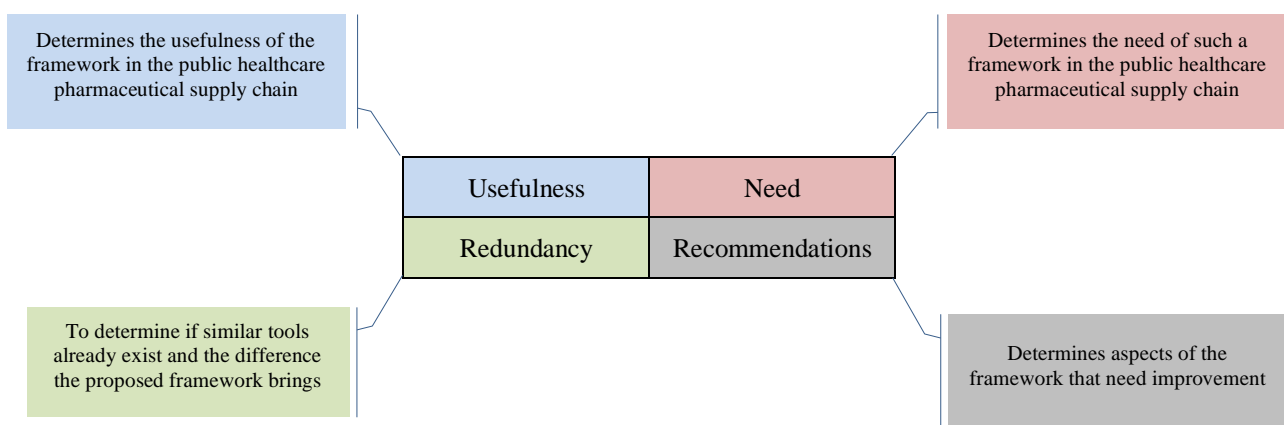 Determines the usefulness of the
framework in the public healthcare
pharmaceutical supply chain
Determines the need of such a
framework in the public healthcare
pharmaceutical supply chain
Usefulness
Need
Redundancy
Recommendations
To determine if similar tools
already exist and the difference
the proposed framework brings
Determines aspects of the
framework that need improvement